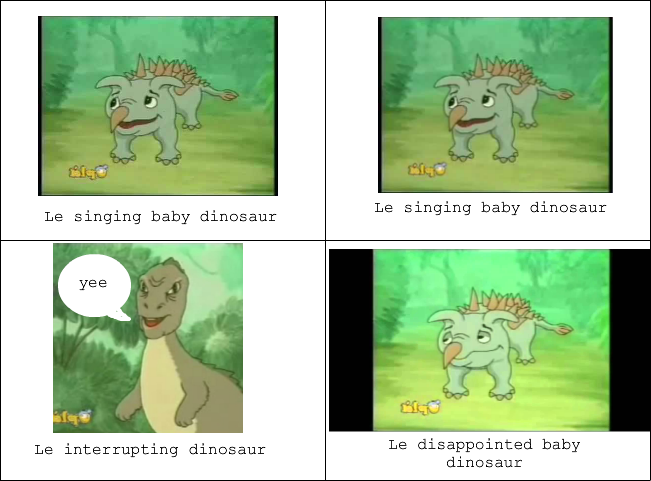 Le singing baby dinosaur
Le singing baby dinosaur
yee
Le interrupting dinosaur
Le disappointed baby
dinosaur